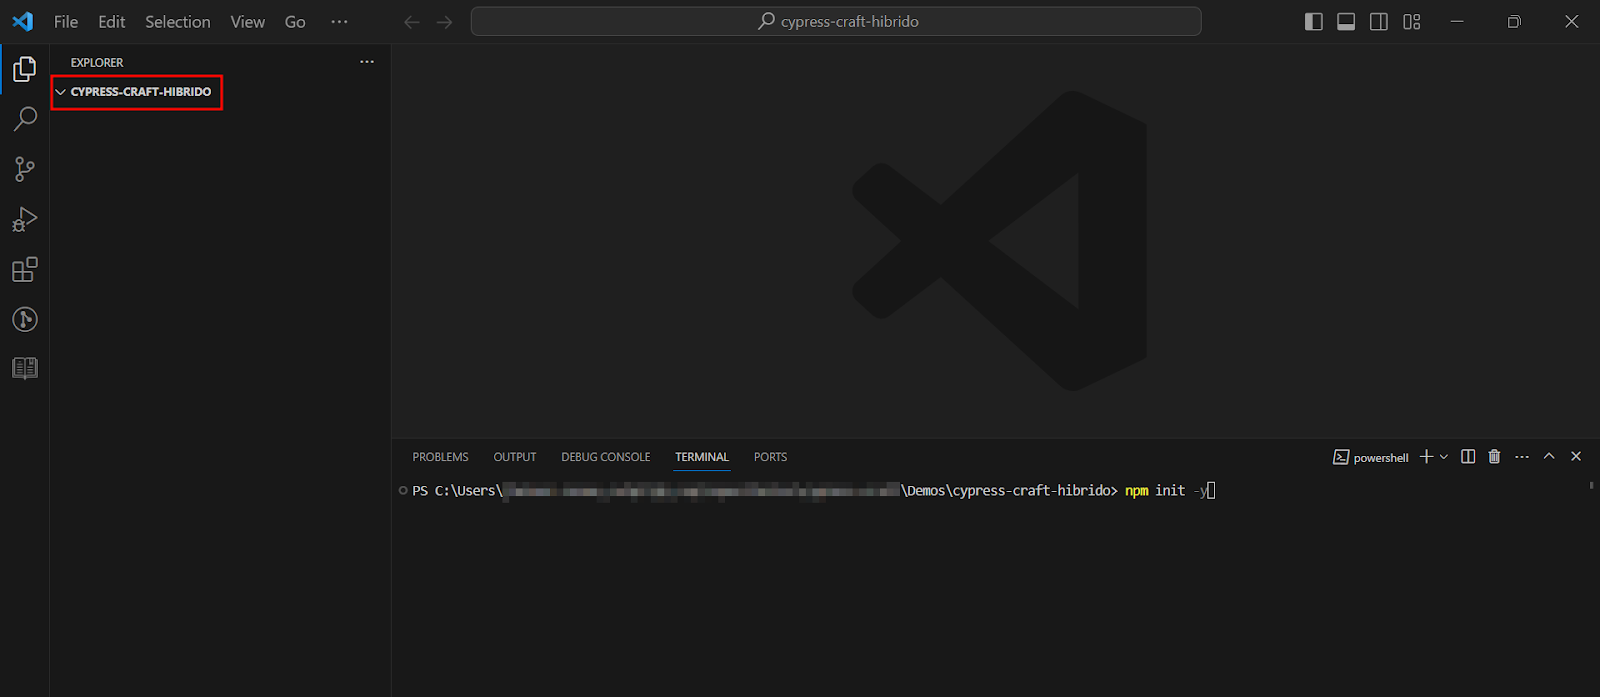 File Edit Selection View Go ··· cypress-craft-hibrido
EXPLORER ···
CYPRESS-CRAFT-HIBRIDO
PROBLEMS OUTPUT DEBUG CONSOLE TERMINAL PORTS powershell ···
PS C:\Users\ \Demos\cypress-craft-hibrido> npm init -y